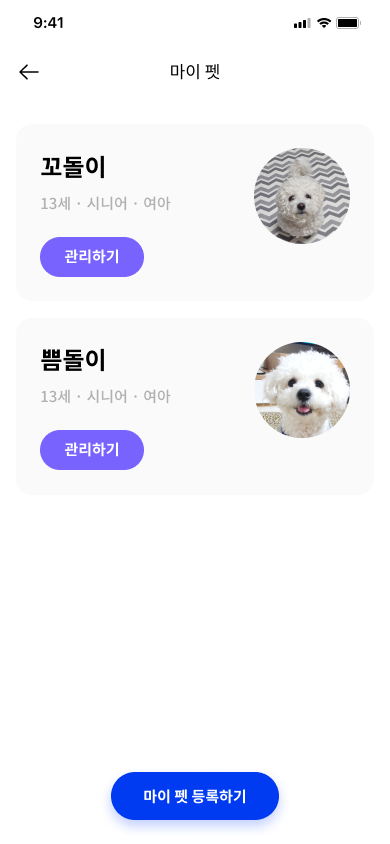 9:41
마이 펫
꼬돌이
13세 · 시니어 · 여아
관리하기
쁨돌이
13세 · 시니어 · 여아
관리하기
마이 펫 등록하기